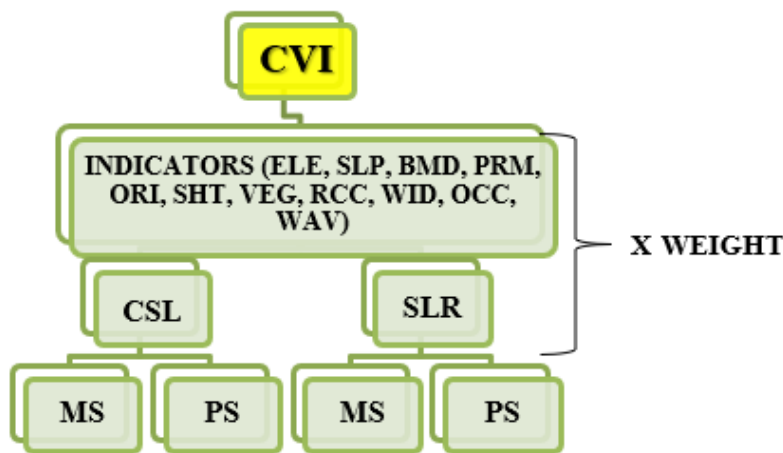 CVI
INDICATORS (ELE, SLP, BMD, PRM,
ORI, SHT, VEG, RCC, WID, OCC,
WAV)
X WEIGHT
CSL
SLR
MS
PS
MS
PS